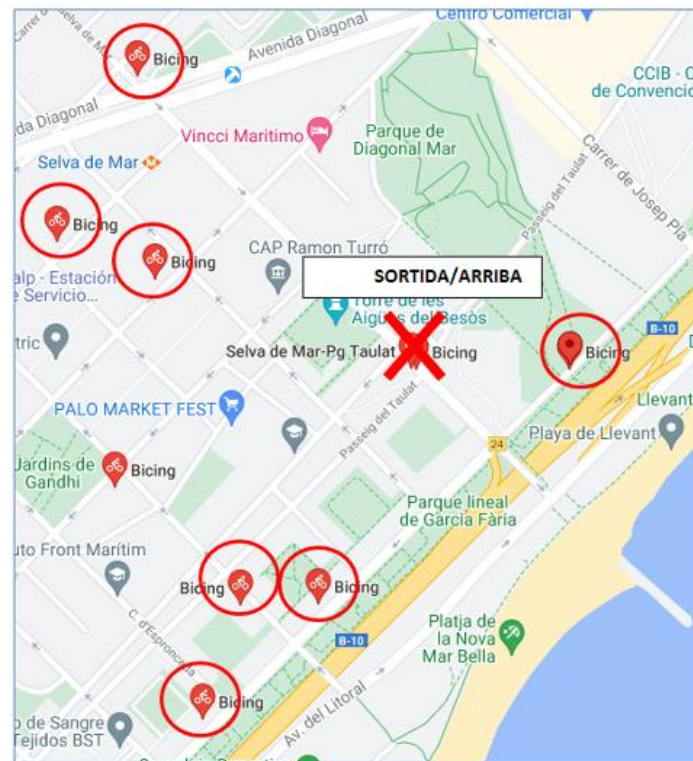 Centro Comercial
Selva de Mar
Bicing
Avenida Diagonal
CCIB - C
de Convencio
da Diagonal
Vincci Maritimo
Parque de
Diagonal Mar
Selva de Mar
Carrer de Josep Pla
Passeig del Taulat
Bicing
Bicing
CAP Ramon Turró
alp - Estación
e Servicio...
SORTIDA/ARRIBA
Torre de les
Aigües del Besòs
B-10
tric
Selva de Mar-Pg Taulat
Bicing
Bicing
D
PALO MARKET FEST
Passeig del Taulat
Llevant
24
Playa de Llevant
Jardins de
Gandhi
Bicing
Parque lineal
de García Fària
uto Front Marítim
Bicing
Bicing
C. d'Espronceda
B-10
Platja de
la Nova
Mar Bella
Bicing
Av. del Litoral
o de Sangre
Tejidos BST